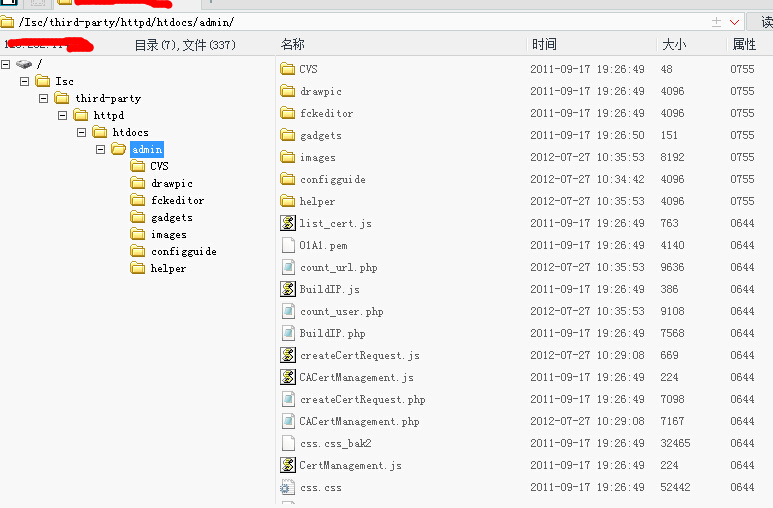 /Isc/third-party/httpd/htdocs/admin/
读
目录(7),文件(337)
名称 时间 大小 属性
/
Isc
third-party
httpd
htdocs
admin
CVS
drawpic
fckeditor
gadgets
images
configguide
helper
CVS 2011-09-17 19:26:49 48 0755
drawpic 2011-09-17 19:26:49 4096 0755
fckeditor 2011-09-17 19:26:49 4096 0755
gadgets 2011-09-17 19:26:50 151 0755
images 2012-07-27 10:35:53 8192 0755
configguide 2012-07-27 10:34:42 4096 0755
helper 2012-07-27 10:35:53 4096 0755
list_cert.js 2011-09-17 19:26:49 763 0644
01A1.pem 2011-09-17 19:26:49 4140 0644
count_url.php 2012-07-27 10:35:53 9636 0644
BuildIP.js 2011-09-17 19:26:49 386 0644
count_user.php 2012-07-27 10:35:53 9108 0644
BuildIP.php 2011-09-17 19:26:49 7568 0644
createCertRequest.js 2012-07-27 10:29:08 669 0644
CACertManagement.js 2011-09-17 19:26:49 224 0644
createCertRequest.php 2011-09-17 19:26:49 7098 0644
CACertManagement.php 2012-07-27 10:29:08 7167 0644
css.css_bak2 2011-09-17 19:26:49 32465 0644
CertManagement.js 2011-09-17 19:26:49 224 0644
css.css 2011-09-17 19:26:49 52442 0644